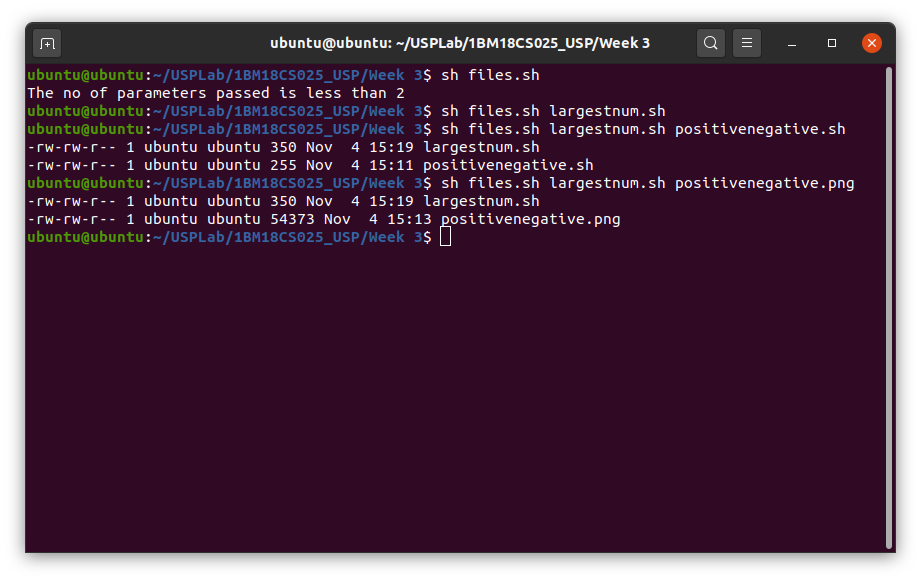 ubuntu@ubuntu: ~/USPLab/1BM18CS025_USP/Week 3
ubuntu@ubuntu:~/USPLab/1BM18CS025_USP/Week 3$ sh files.sh
The no of parameters passed is less than 2
ubuntu@ubuntu:~/USPLab/1BM18CS025_USP/Week 3$ sh files.sh largestnum.sh
ubuntu@ubuntu:~/USPLab/1BM18CS025_USP/Week 3$ sh files.sh largestnum.sh positivenegative.sh
-rw-rw-r-- 1 ubuntu ubuntu 350 Nov  4 15:19 largestnum.sh
-rw-rw-r-- 1 ubuntu ubuntu 255 Nov  4 15:11 positivenegative.sh
ubuntu@ubuntu:~/USPLab/1BM18CS025_USP/Week 3$ sh files.sh largestnum.sh positivenegative.png
-rw-rw-r-- 1 ubuntu ubuntu 350 Nov  4 15:19 largestnum.sh
-rw-rw-r-- 1 ubuntu ubuntu 54373 Nov  4 15:13 positivenegative.png
ubuntu@ubuntu:~/USPLab/1BM18CS025_USP/Week 3$